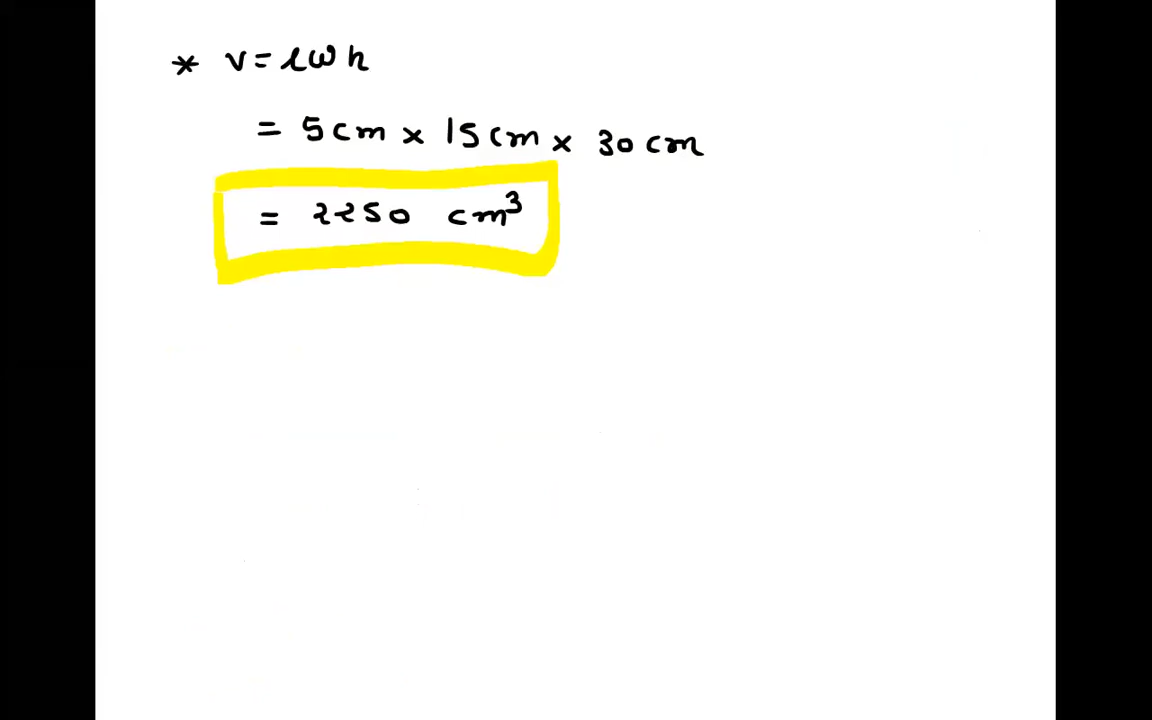 * V = lwh
= 5cm × 15cm × 30cm
= 2250 cm³